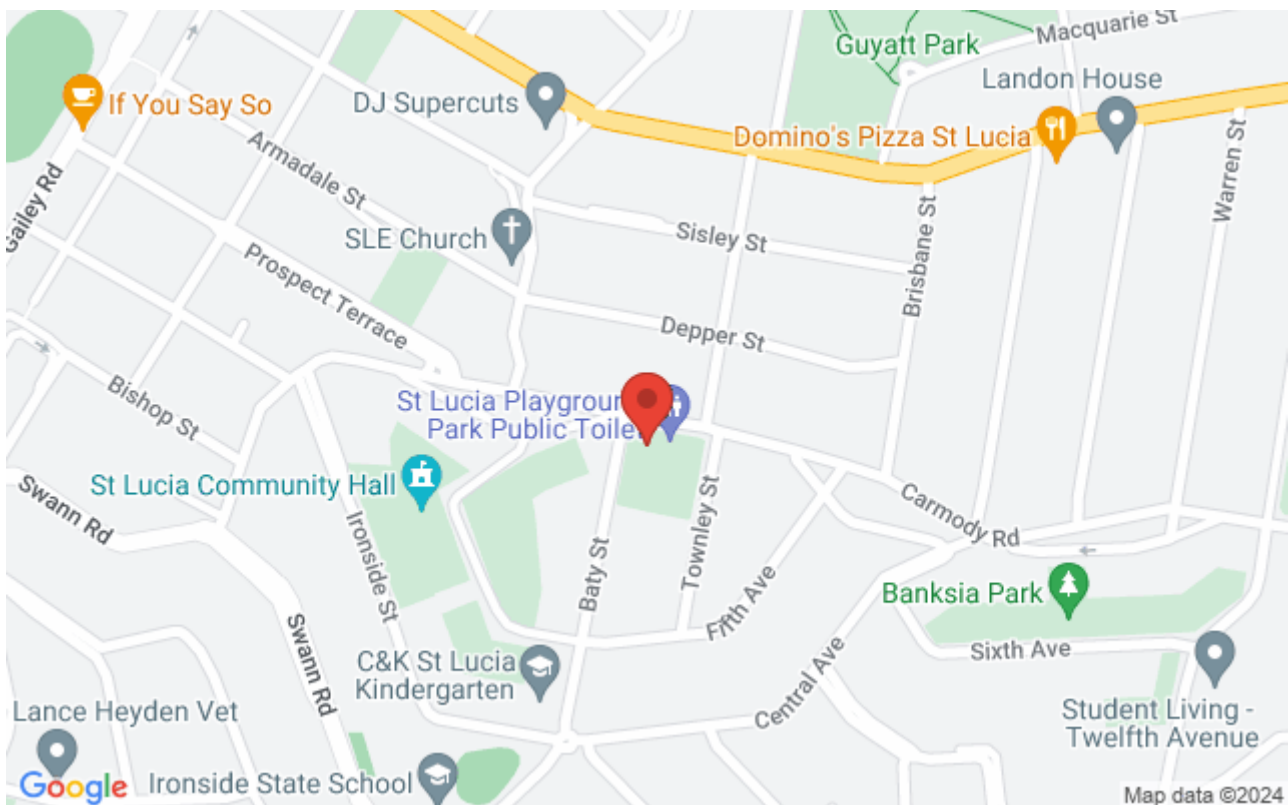 Macquarie St
Guyatt Park
Landon House
If You Say So
DJ Supercuts
Domino's Pizza St Lucia
Armadale St
Warren St
Gailey Rd
SLE Church
Sisley St
Brisbane St
Prospect Terrace
Depper St
Bishop St
St Lucia Playgroun
Park Public Toilet
St Lucia Community Hall
Swann Rd
Carmody Rd
Ironside St
Townley St
Baty St
Banksia Park
Fifth Ave
Sixth Ave
Swann Rd
C&K St Lucia
Kindergarten
Central Ave
Lance Heyden Vet
Student Living -
Twelfth Avenue
Ironside State School
Google
Map data ©2024